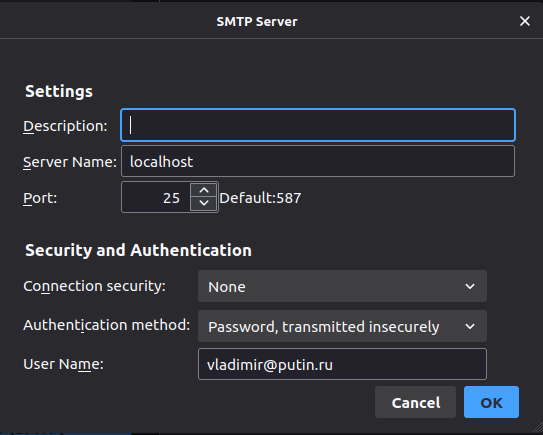 SMTP Server
Settings
Description:
Server Name: localhost
Port: 25 Default:587
Security and Authentication
Connection security: None
Authentication method: Password, transmitted insecurely
User Name: vladimir@putin.ru
Cancel OK